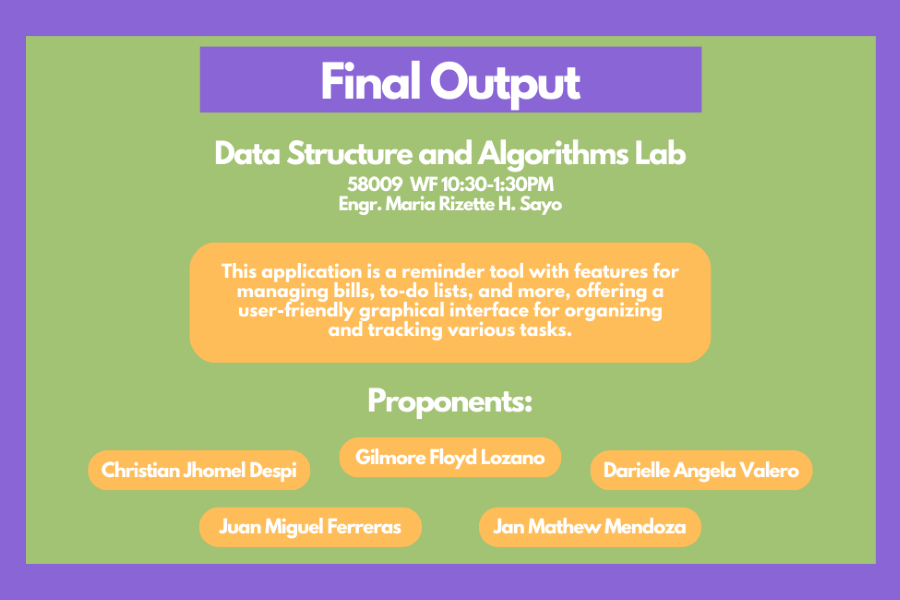 Final Output
Data Structure and Algorithms Lab
58009 WF 10:30-1:30PM
Engr. Maria Rizette H. Sayo
This application is a reminder tool with features for
managing bills, to-do lists, and more, offering a
user-friendly graphical interface for organizing
and tracking various tasks.
Proponents:
Christian Jhomel Despi
Gilmore Floyd Lozano
Darielle Angela Valero
Juan Miguel Ferreras
Jan Mathew Mendoza